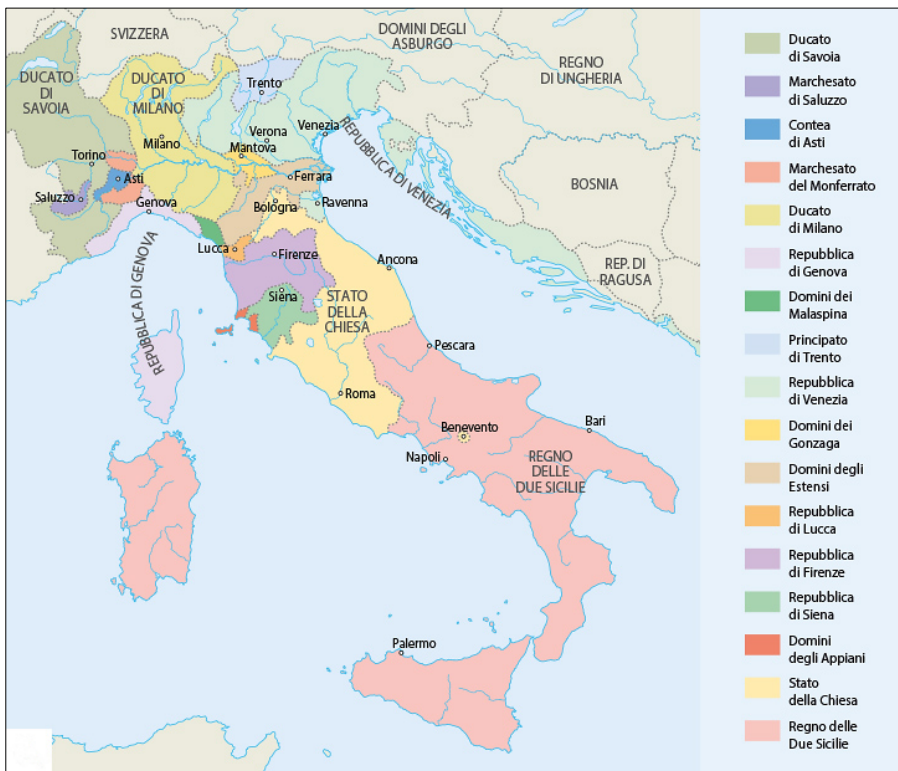 SVIZZERA
DOMINI DEGLI
ASBURGO
REGNO
DI UNGHERIA
DUCATO
DI
SAVOIA
DUCATO
DI
MILANO
Trento
Verona
Venezia
Mantova
Milano
Torino
REPUBBLICA DI VENEZIA
Asti
Ferrara
BOSNIA
Saluzzo
Genova
Bologna
Ravenna
Lucca
Firenze
Ancona
REP. DI
RAGUSA
REPUBBLICA DI GENOVA
Siena
STATO
DELLA
CHIESA
Pescara
Roma
Benevento
Bari
Napoli
REGNO
DELLE
DUE SICILIE
Palermo
Ducato
di Savoia
Marchesato
di Saluzzo
Contea
di Asti
Marchesato
del Monferrato
Ducato
di Milano
Repubblica
di Genova
Domini dei
Malaspina
Principato
di Trento
Repubblica
di Venezia
Domini dei
Gonzaga
Domini degli
Estensi
Repubblica
di Lucca
Repubblica
di Firenze
Repubblica
di Siena
Domini
degli Appiani
Stato
della Chiesa
Regno delle
Due Sicilie